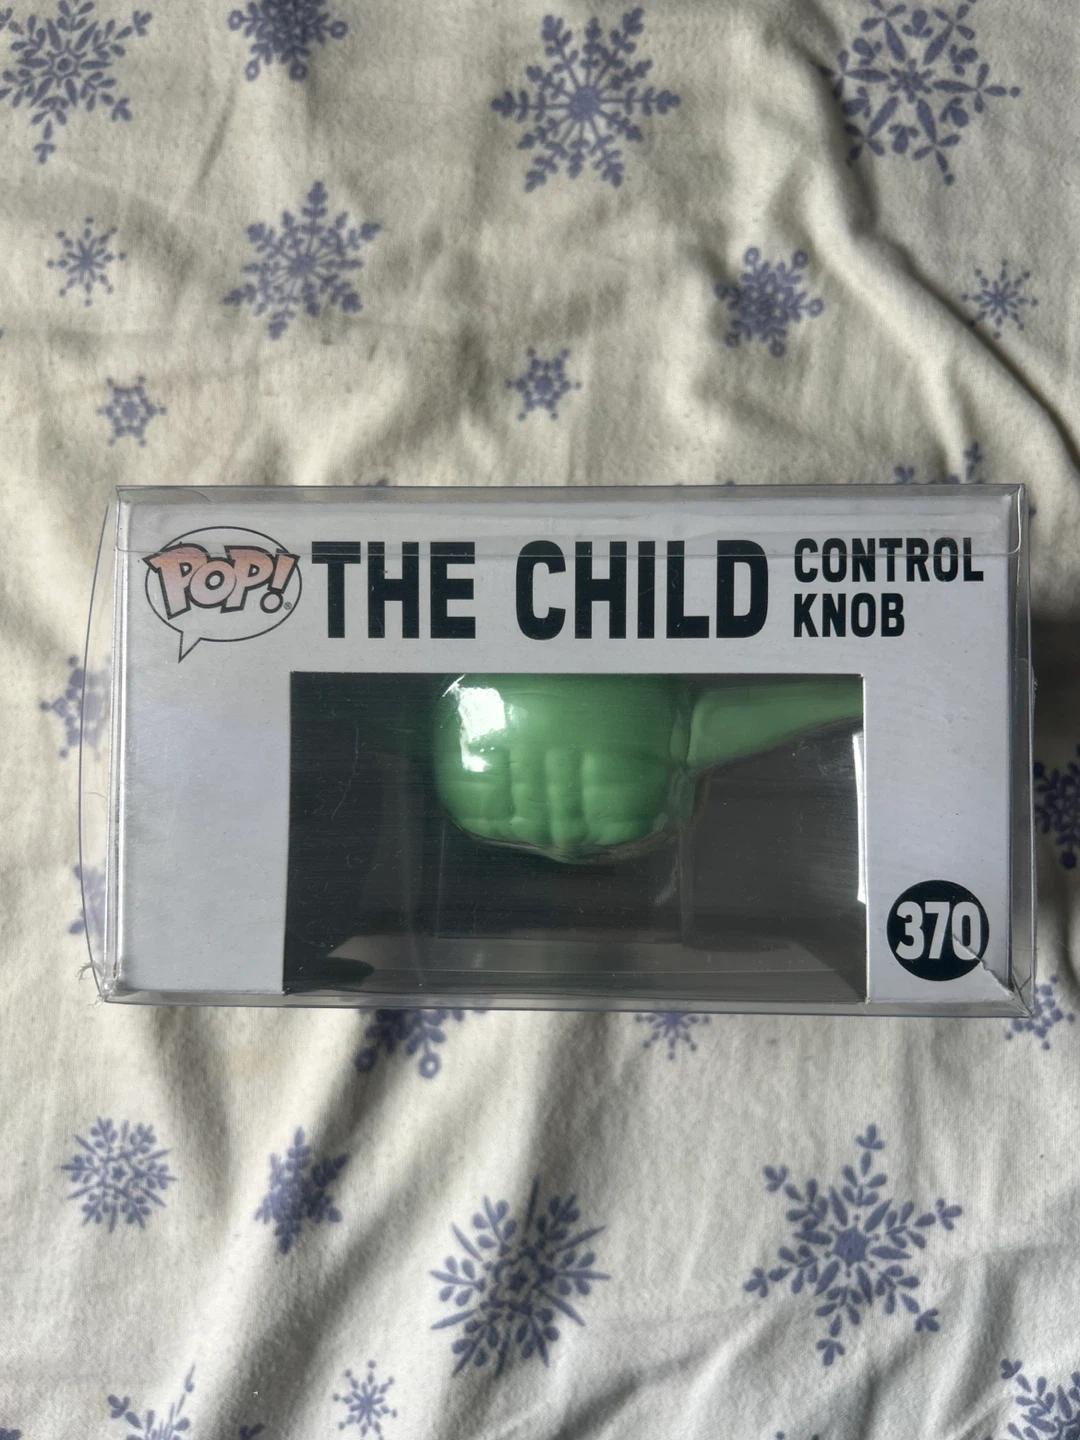 POP! ® THE CHILD CONTROL
KNOB
370